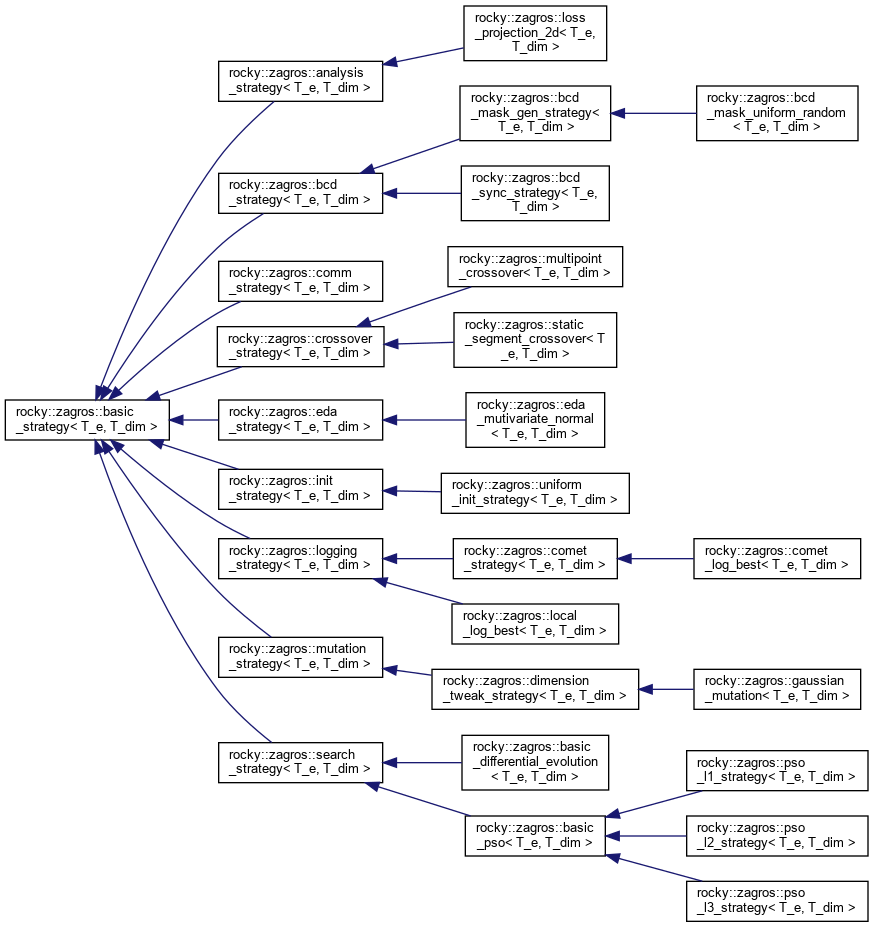 rocky::zagros::loss
_projection_2d< T_e,
T_dim >
rocky::zagros::analysis
_strategy< T_e, T_dim >
rocky::zagros::bcd
_mask_gen_strategy<
T_e, T_dim >
rocky::zagros::bcd
_mask_uniform_random
< T_e, T_dim >
rocky::zagros::bcd
_strategy< T_e, T_dim >
rocky::zagros::bcd
_sync_strategy< T_e,
T_dim >
rocky::zagros::comm
_strategy< T_e, T_dim >
rocky::zagros::multipoint
_crossover< T_e, T_dim >
rocky::zagros::crossover
_strategy< T_e, T_dim >
rocky::zagros::static
_segment_crossover< T
_e, T_dim >
rocky::zagros::basic
_strategy< T_e, T_dim >
rocky::zagros::eda
_strategy< T_e, T_dim >
rocky::zagros::eda
_mutivariate_normal
< T_e, T_dim >
rocky::zagros::init
_strategy< T_e, T_dim >
rocky::zagros::uniform
_init_strategy< T_e, T_dim >
rocky::zagros::logging
_strategy< T_e, T_dim >
rocky::zagros::comet
_strategy< T_e, T_dim >
rocky::zagros::comet
_log_best< T_e, T_dim >
rocky::zagros::local
_log_best< T_e, T_dim >
rocky::zagros::mutation
_strategy< T_e, T_dim >
rocky::zagros::dimension
_tweak_strategy< T_e, T_dim >
rocky::zagros::gaussian
_mutation< T_e, T_dim >
rocky::zagros::search
_strategy< T_e, T_dim >
rocky::zagros::basic
_differential_evolution
< T_e, T_dim >
rocky::zagros::pso
_l1_strategy< T_e, T_dim >
rocky::zagros::basic
_pso< T_e, T_dim >
rocky::zagros::pso
_l2_strategy< T_e, T_dim >
rocky::zagros::pso
_l3_strategy< T_e, T_dim >